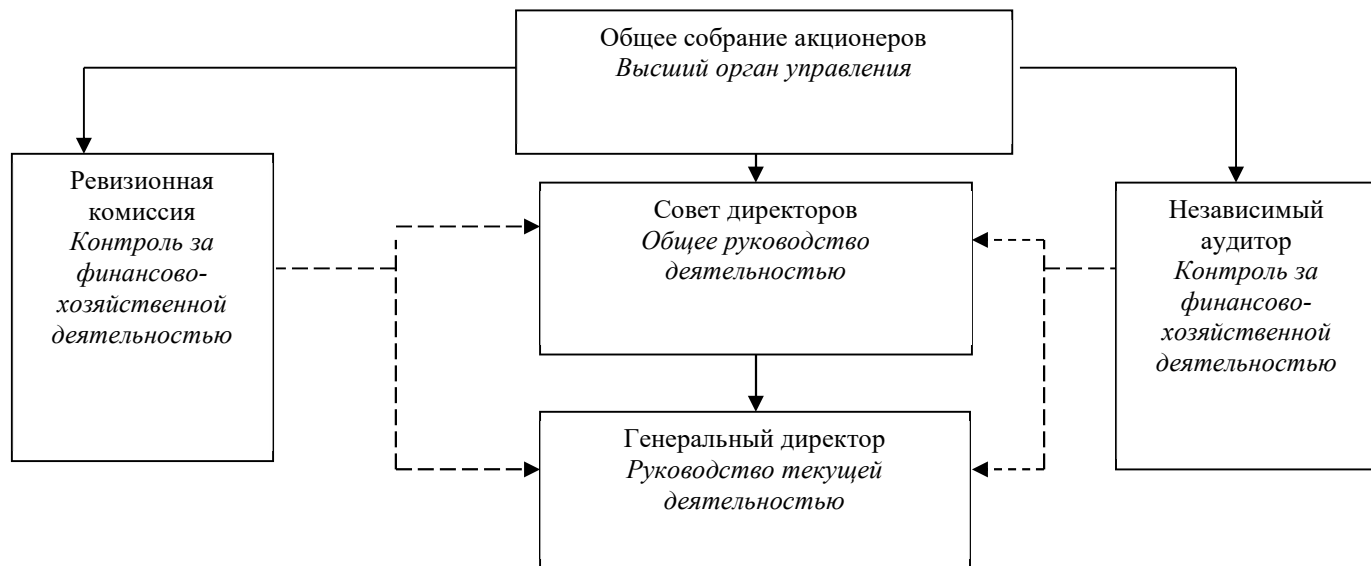 Общее собрание акционеров
Высший орган управления
Ревизионная
комиссия
Контроль за
финансово-
хозяйственной
деятельностью
Совет директоров
Общее руководство
деятельностью
Независимый
аудитор
Контроль за
финансово-
хозяйственной
деятельностью
Генеральный директор
Руководство текущей
деятельностью